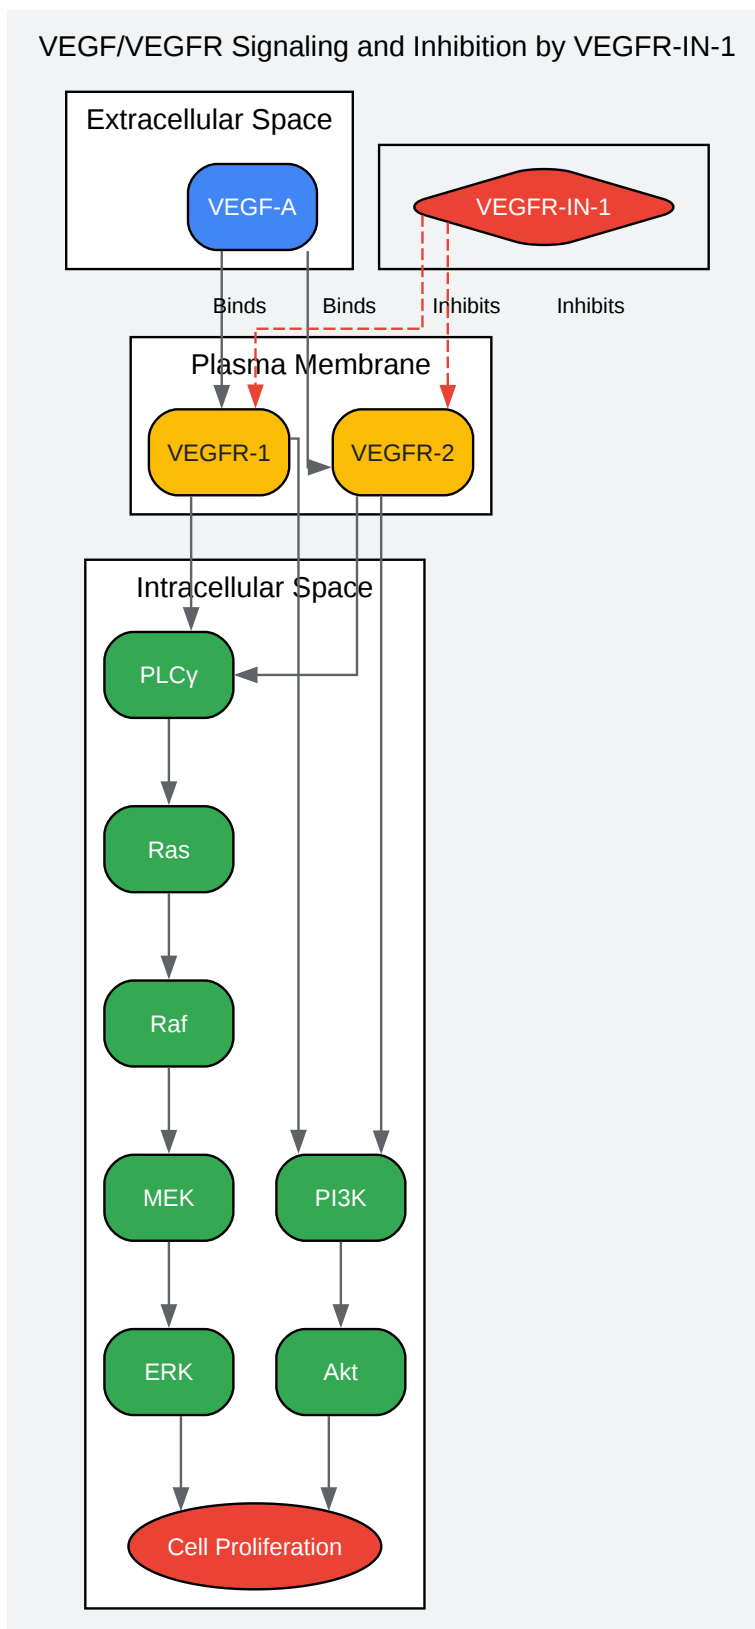 VEGF/VEGFR Signaling and Inhibition by VEGFR-IN-1
Extracellular Space
VEGF-A
VEGFR-IN-1
Binds
Binds
Inhibits
Inhibits
Plasma Membrane
VEGFR-1
VEGFR-2
Intracellular Space
PLCγ
Ras
Raf
MEK
PI3K
ERK
Akt
Cell Proliferation